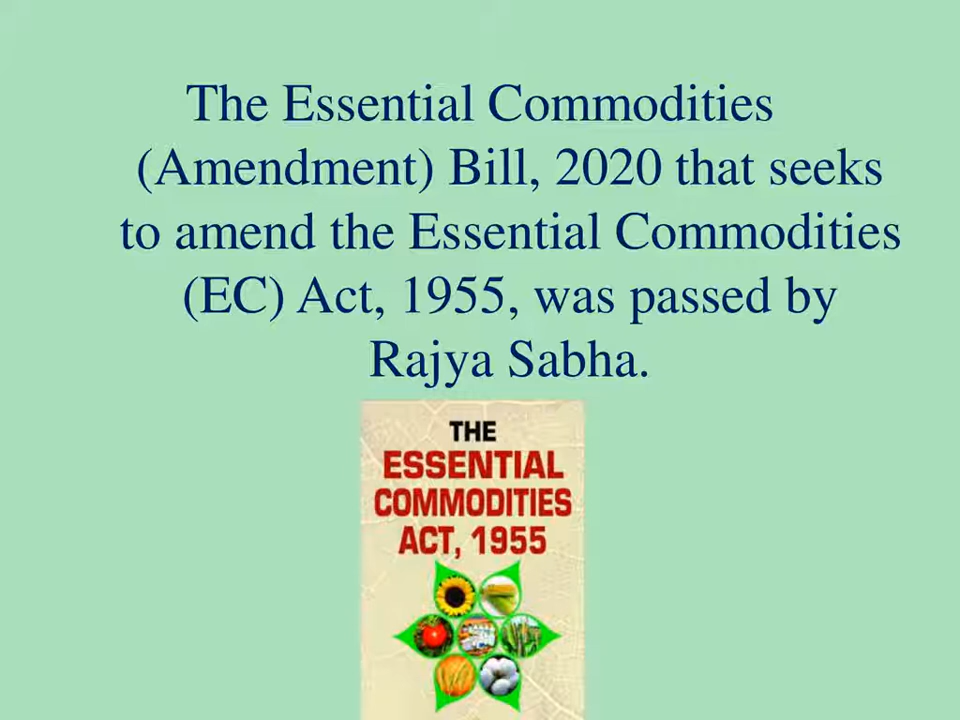 The Essential Commodities
(Amendment) Bill, 2020 that seeks
to amend the Essential Commodities
(EC) Act, 1955, was passed by
Rajya Sabha.
THE
ESSENTIAL
COMMODITIES
ACT, 1955